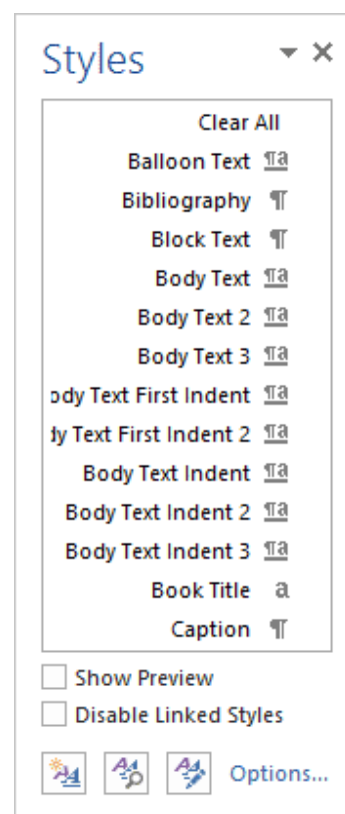 Styles
Clear All
Balloon Text ¶a
Bibliography ¶
Block Text ¶
Body Text ¶a
Body Text 2 ¶a
Body Text 3 ¶a
ody Text First Indent ¶a
dy Text First Indent 2 ¶a
Body Text Indent ¶a
Body Text Indent 2 ¶a
Body Text Indent 3 ¶a
Book Title a
Caption ¶
Show Preview
Disable Linked Styles
Options...